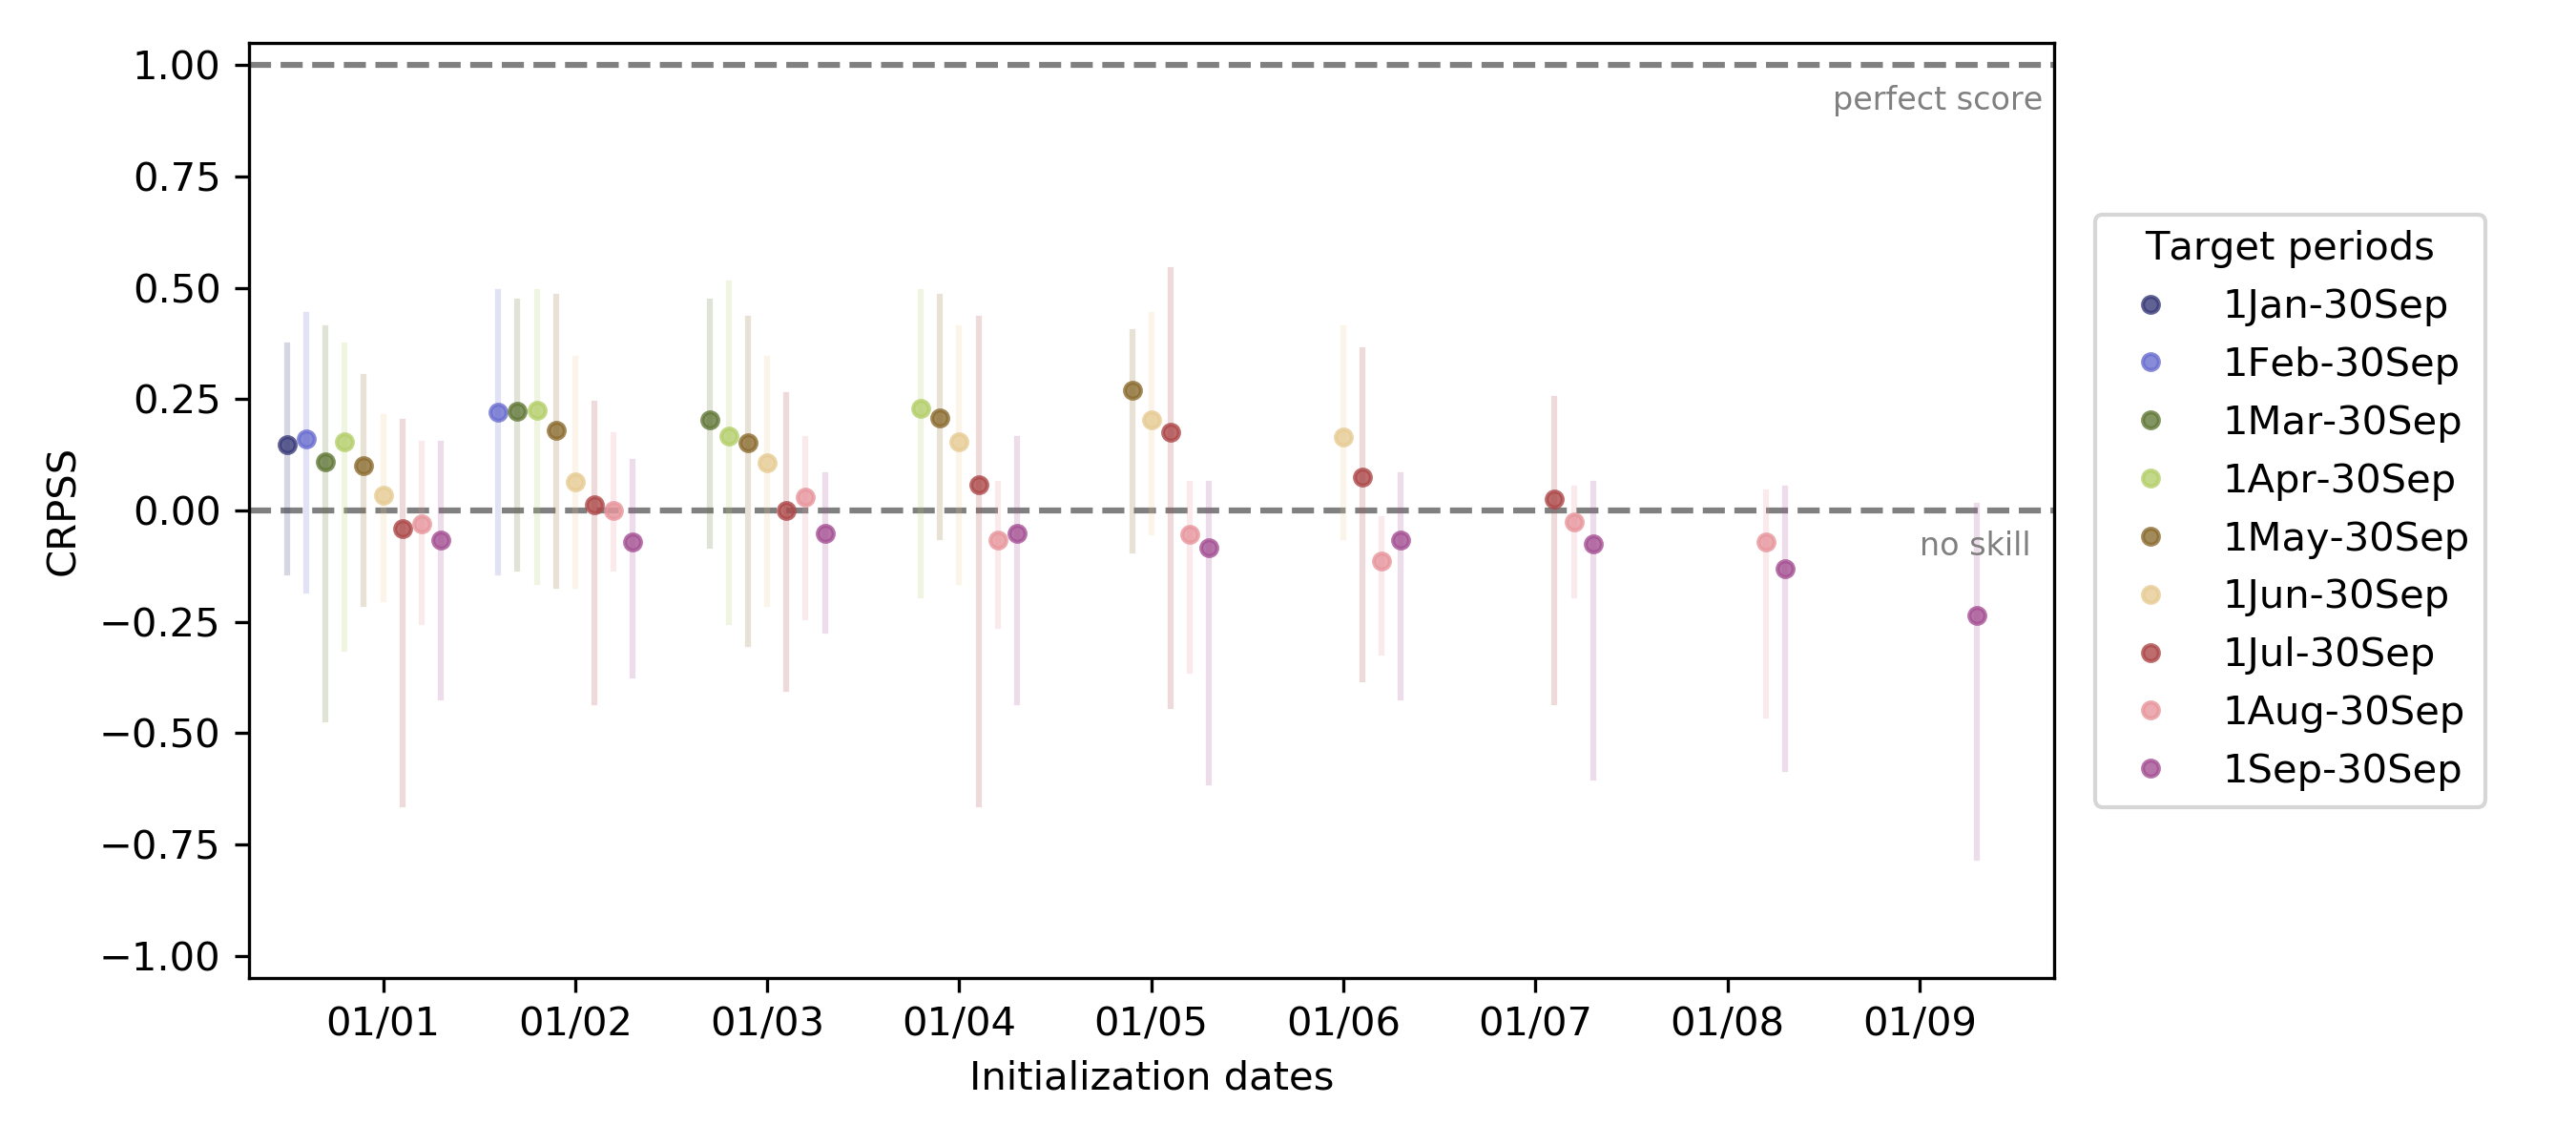 1.00
0.75
0.50
0.25
0.00
−0.25
−0.50
−0.75
−1.00
CRPSS
perfect score
no skill
01/01 01/02 01/03 01/04 01/05 01/06 01/07 01/08 01/09
Initialization dates
Target periods
1Jan-30Sep
1Feb-30Sep
1Mar-30Sep
1Apr-30Sep
1May-30Sep
1Jun-30Sep
1Jul-30Sep
1Aug-30Sep
1Sep-30Sep